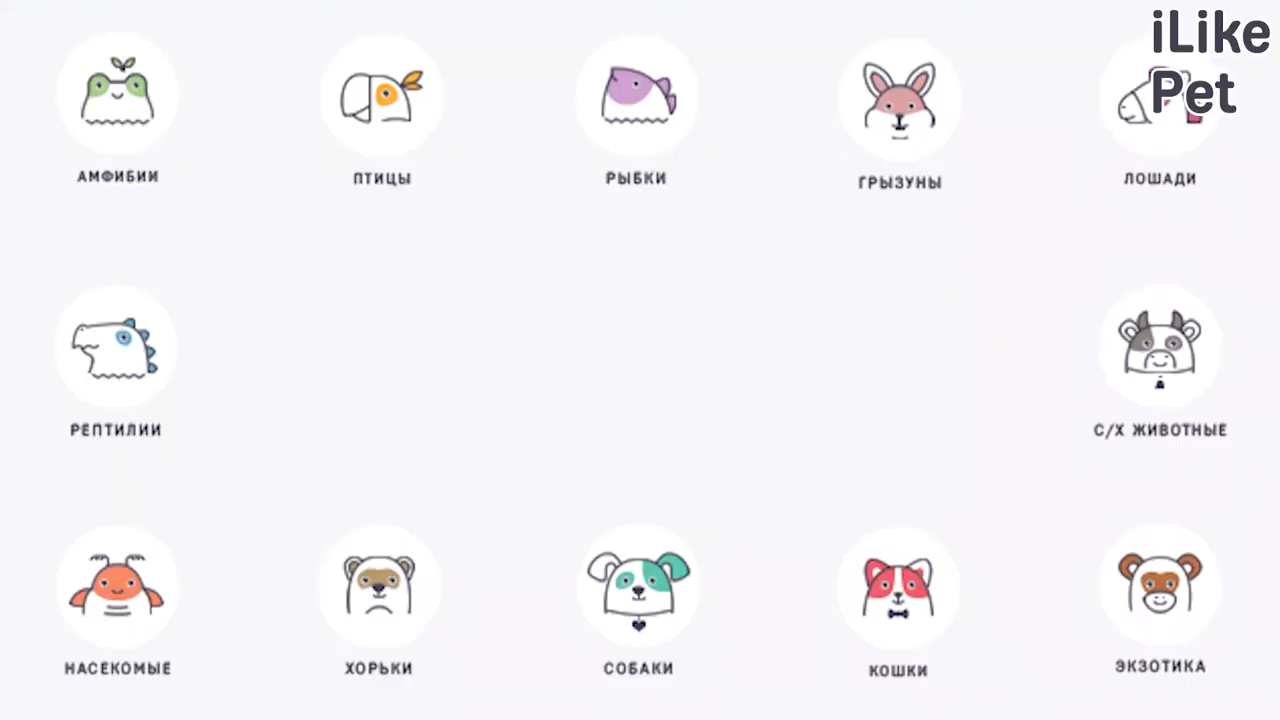 iLike
Pet
АМФИБИИ
ПТИЦЫ
РЫБКИ
ГРЫЗУНЫ
ЛОШАДИ
РЕПТИЛИИ
С/Х ЖИВОТНЫЕ
НАСЕКОМЫЕ
ХОРЬКИ
СОБАКИ
КОШКИ
ЭКЗОТИКА